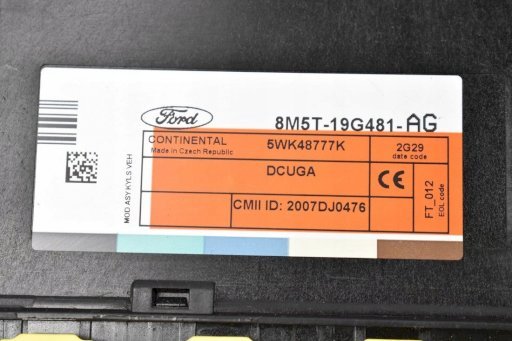 Ford
8M5T-19G481-AG
CONTINENTAL
Made in Czech Republic
5WK48777K
2G29
date code
DCUGA
CE
CMII ID: 2007DJ0476
FT_012
EOL code
MOD ASY KYLS VEH